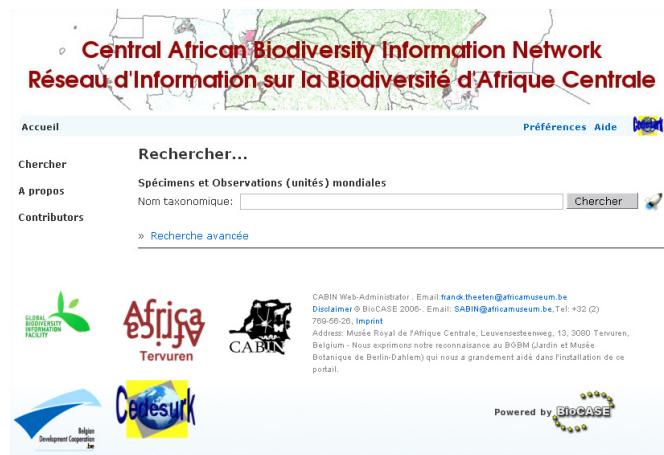 Central African Biodiversity Information Network
Réseau d'Information sur la Biodiversité d'Afrique Centrale
Accueil
Préférences Aide
Cedesurk
Chercher
A propos
Contributors
Rechercher...
Spécimens et Observations (unités) mondiales
Nom taxonomique:
Chercher
» Recherche avancée
GLOBAL
BIODIVERSITY
INFORMATION
FACILITY
Africa
Tervuren
CABIN
CABIN Web-Administrator . Email:franck.theeten@africamuseum.be
Disclaimer © BioCASE 2006-. Email: SABIN@africamuseum.be,Tel: +32 (2)
769-56-26, Imprint
Address: Musée Royal de l'Afrique Centrale, Leuvensesteenweg, 13, 3080 Tervuren,
Belgium - Nous exprimons notre reconnaisance au BGBM (Jardin et Musée
Botanique de Berlin-Dahlem) qui nous a grandement aidé dans l'installation de ce
portail.
Belgian
Development Cooperation
.be
Cedesurk
Powered by BioCASE